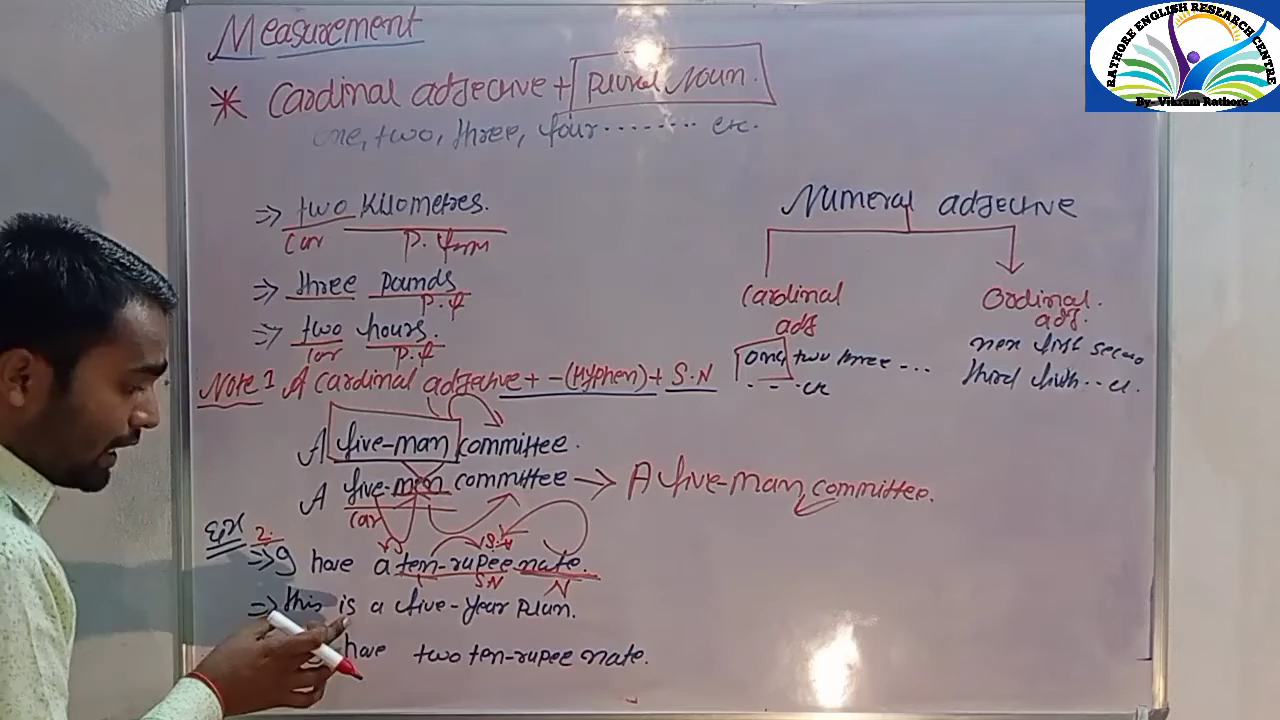 Measurement
* Cardinal adjective + Plural Noun.
one, two, three, four ........ etc.
⇒ two Kilometres.
Car P. form
⇒ three pounds
P.f
⇒ two hours.
Car P.f
Note 1 A cardinal adjective + - (Hyphen) + S.N
A five-man committee.
A five-men committee → A five-man committee.
Car
Ex 2.
⇒ I have a ten-rupee note.
S.N N
⇒ this is a five-year plan.
have two ten-rupee note.
Numeral adjective
Cardinal adj
one, two three ...
Ordinal adj.
first second
third
RATHORE ENGLISH RESEARCH CENTRE
By- Vikram Rathore